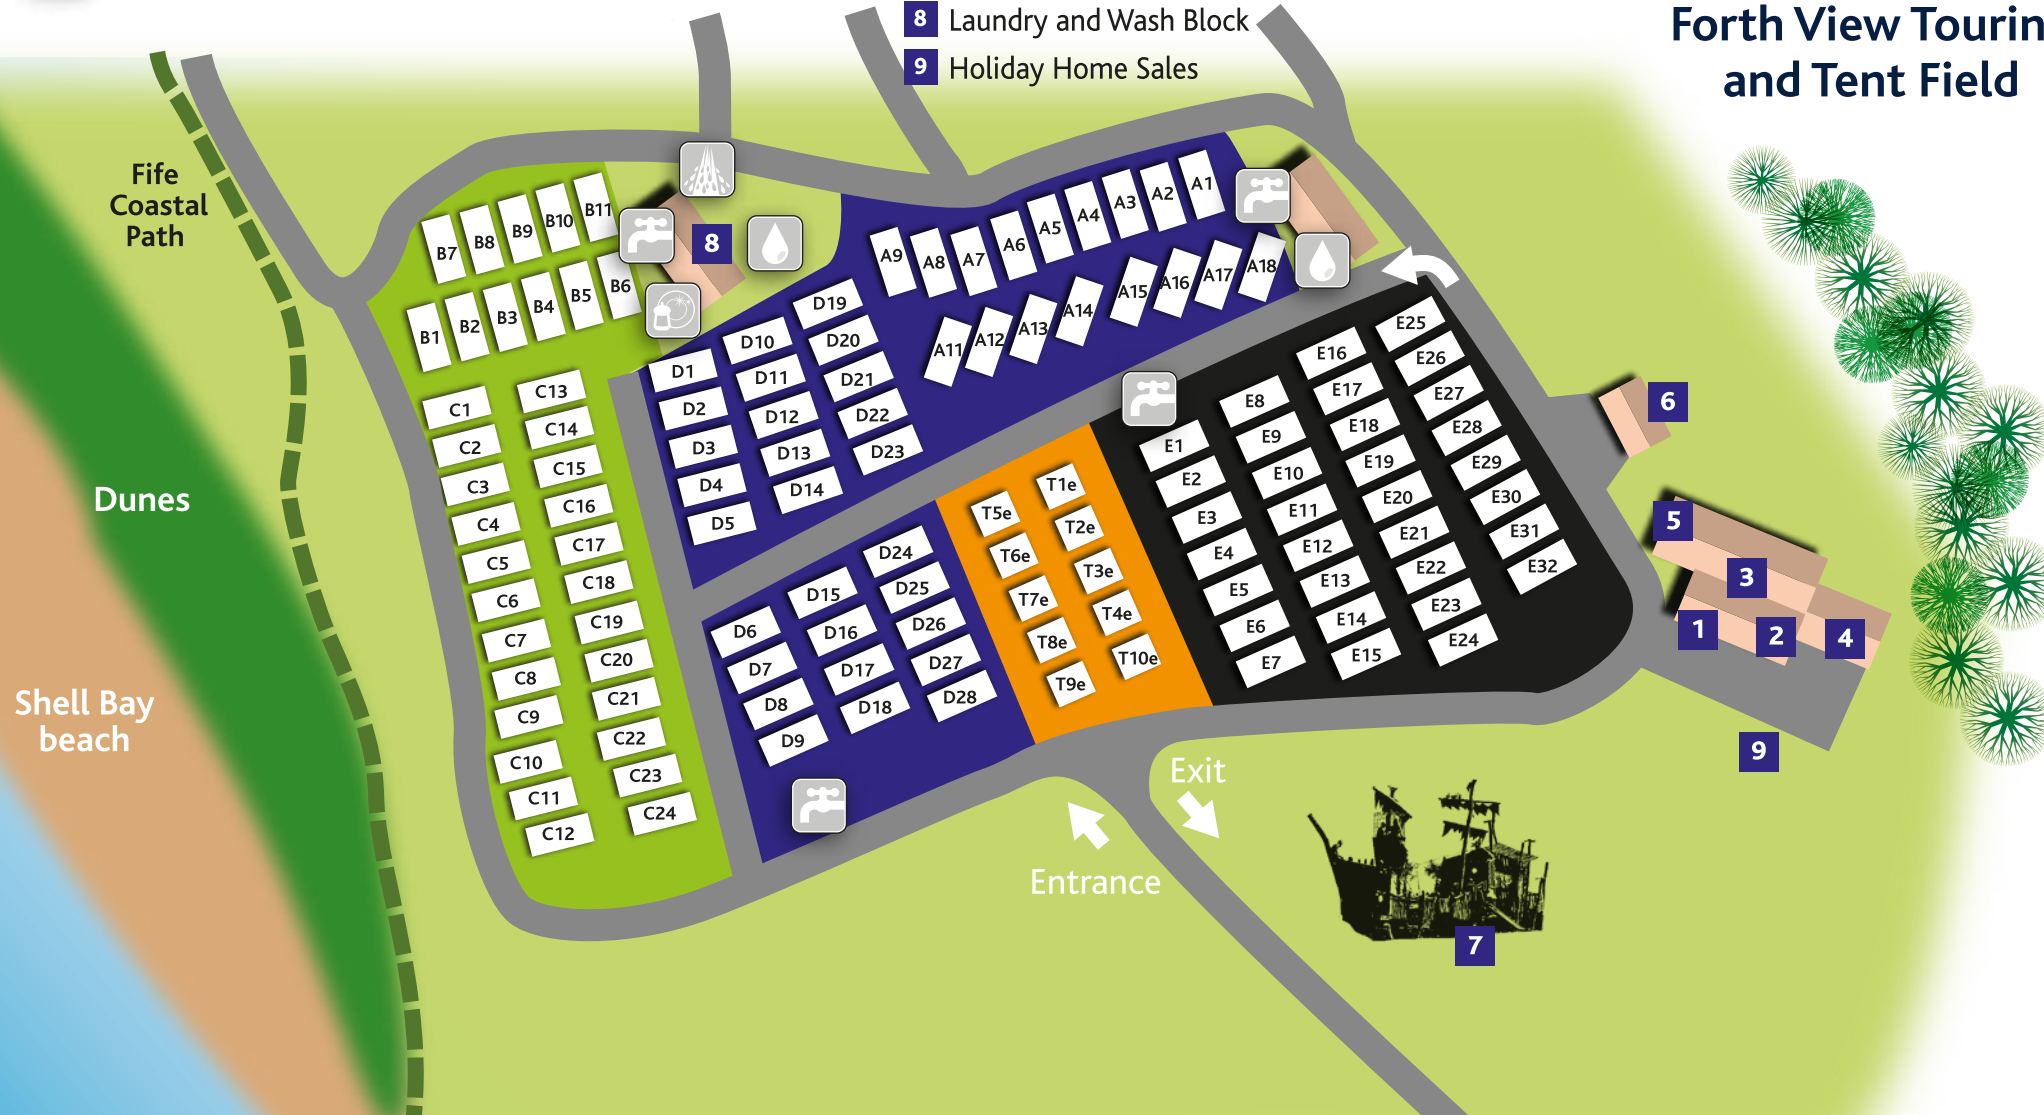 8 Laundry and Wash Block
9 Holiday Home Sales
Forth View Tourin
and Tent Field
Fife
Coastal
Path
Dunes
Shell Bay
beach
B7 B8 B9 B10 B11
B1 B2 B3 B4 B5 B6
8
A9 A8 A7 A6 A5 A4 A3 A2 A1
A11 A12 A13 A14 A15 A16 A17 A18
C1 C13
C2 C14
C3 C15
C4 C16
C5 C17
C6 C18
C7 C19
C8 C20
C9 C21
C10 C22
C11 C23
C12 C24
D1 D10 D19
D2 D11 D20
D3 D12 D21
D4 D13 D22
D5 D14 D23
D6 D15 D24
D7 D16 D25
D8 D17 D26
D9 D18 D27
D28
T5e T1e
T6e T2e
T7e T3e
T8e T4e
T9e T10e
E1 E8 E16 E25
E2 E9 E17 E26
E3 E10 E18 E27
E4 E11 E19 E28
E5 E12 E20 E29
E6 E13 E21 E30
E7 E14 E22 E31
E15 E23 E32
E24
6
5
3
1 2 4
9
Exit
Entrance
7